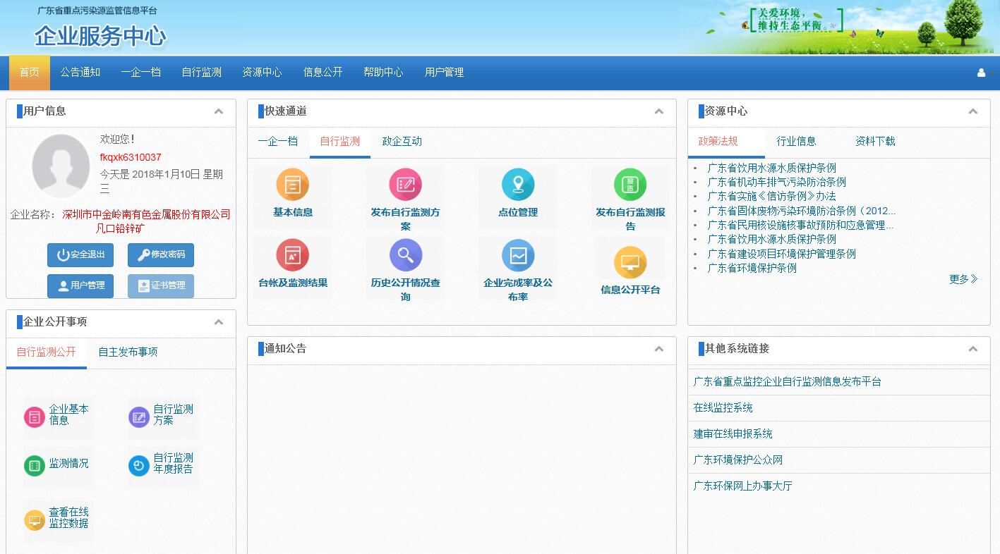 广东省重点污染源监管信息平台
企业服务中心
关爱环境，
维持生态平衡。
首页 公告通知 一企一档 自行监测 资源中心 信息公开 帮助中心 用户管理
用户信息
欢迎您！
fkqxk6310037
今天是 2018年1月10日 星期
三
企业名称： 深圳市中金岭南有色金属股份有限公司
凡口铅锌矿
安全退出 修改密码
用户管理 证书管理
企业公开事项
自行监测公开 自主发布事项
企业基本
信息
自行监测
方案
监测情况
自行监测
年度报告
查看在线
监控数据
快速通道
一企一档 自行监测 政企互动
基本信息
发布自行监测方
案
点位管理
报告
发布自行监测报
告
台帐及监测结果
历史公开情况查
询
企业完成率及公
布率
信息公开平台
通知公告
资源中心
政策法规 行业信息 资料下载
• 广东省饮用水源水质保护条例
• 广东省机动车排气污染防治条例
• 广东省实施《信访条例》办法
• 广东省固体废物污染环境防治条例（2012...
• 广东省民用核设施核事故预防和应急管理...
• 广东省饮用水源水质保护条例
• 广东省建设项目环境保护管理条例
• 广东省环境保护条例
更多》
其他系统链接
广东省重点监控企业自行监测信息发布平台
在线监控系统
建审在线申报系统
广东环境保护公众网
广东环保网上办事大厅